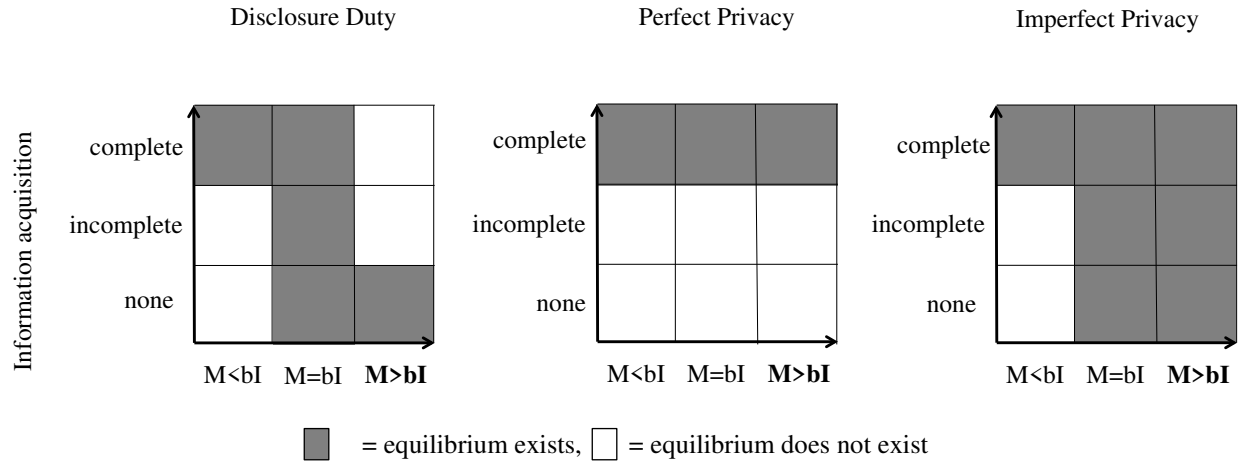 Disclosure Duty
Perfect Privacy
Imperfect Privacy
Information acquisition
complete
incomplete
none
M<bI
M=bI
M>bI
complete
incomplete
none
M<bI
M=bI
M>bI
complete
incomplete
none
M<bI
M=bI
M>bI
= equilibrium exists,
= equilibrium does not exist